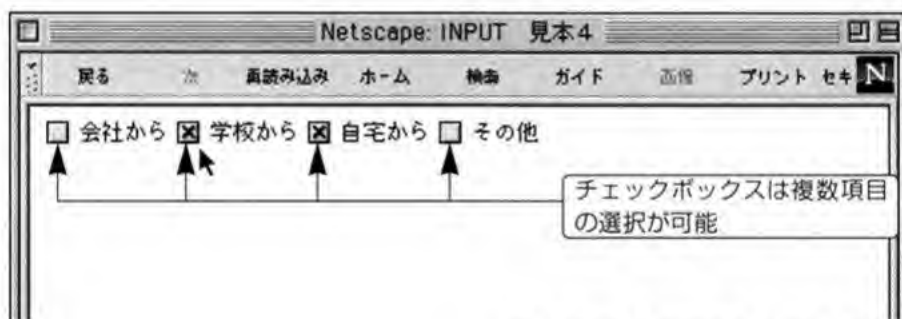 Netscape: INPUT 見本4
戻る 次 再読み込み ホーム 検索 ガイド 画像 プリント セキ N
会社から 学校から 自宅から その他
チェックボックスは複数項目
の選択が可能